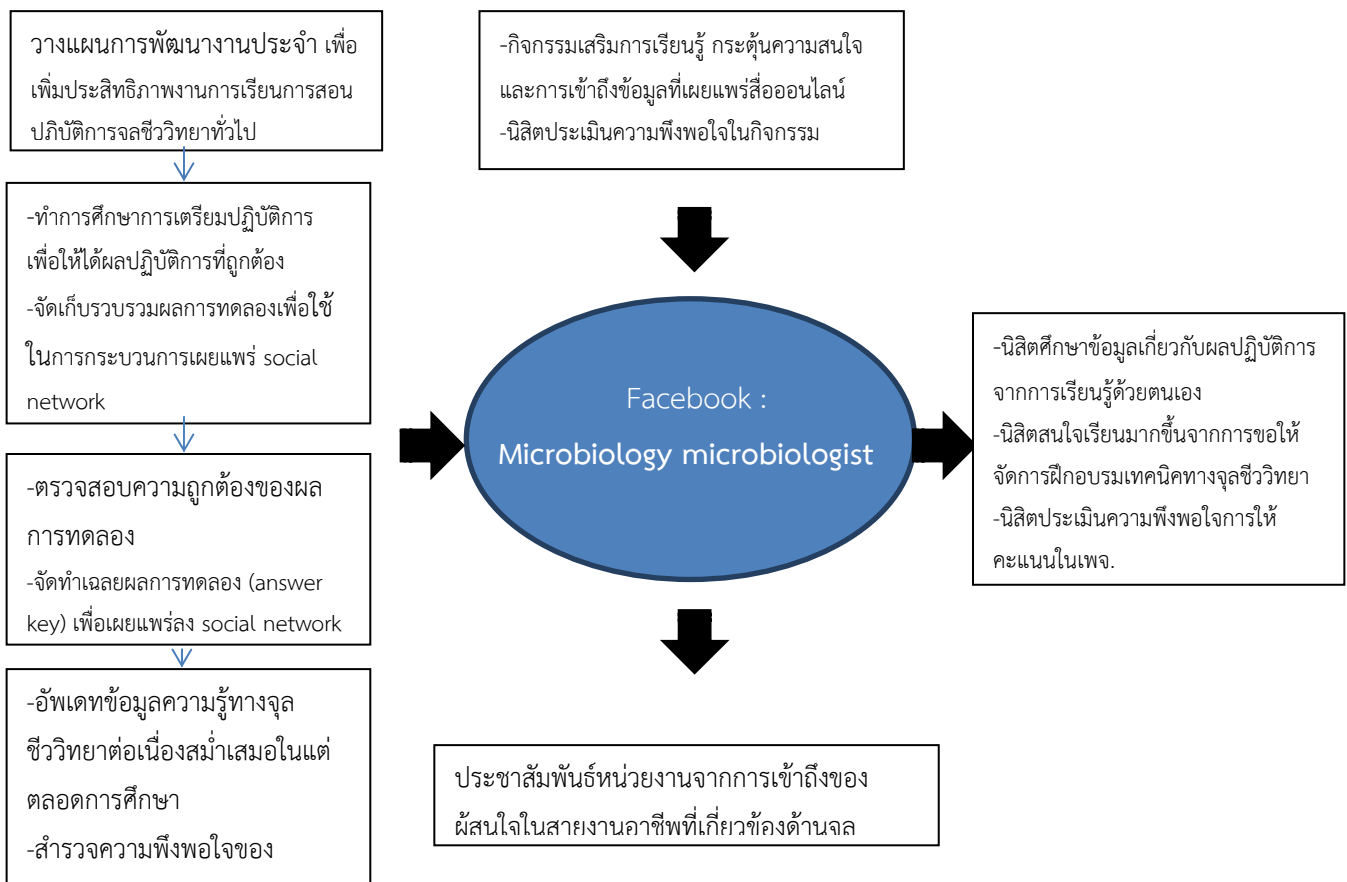 วางแผนการพัฒนางานประจำ เพื่อ
เพิ่มประสิทธิภาพงานการเรียนการสอน
ปภิบัติการจลชีววิทยาทั่วไป
-ทำการศึกษาการเตรียมปฏิบัติการ
เพื่อให้ได้ผลปฏิบัติการที่ถูกต้อง
-จัดเก็บรวบรวมผลการทดลองเพื่อใช้
ในการกระบวนการเผยแพร่ social
network
-ตรวจสอบความถูกต้องของผล
การทดลอง
-จัดทำเฉลยผลการทดลอง (answer
key) เพื่อเผยแพร่ลง social network
-อัพเดทข้อมูลความรู้ทางจุล
ชีววิทยาต่อเนื่องสม่ำเสมอในแต่
ตลอดการศึกษา
-สำรวจความพึงพอใจของ
-กิจกรรมเสริมการเรียนรู้ กระตุ้นความสนใจ
และการเข้าถึงข้อมูลที่เผยแพร่สื่อออนไลน์
-นิสิตประเมินความพึงพอใจในกิจกรรม
Facebook :
Microbiology microbiologist
ประชาสัมพันธ์หน่วยงานจากการเข้าถึงของ
ผ้สนใจในสายงานอาชีพที่เกี่ยวข้องด้านจล
-นิสิตศึกษาข้อมูลเกี่ยวกับผลปฏิบัติการ
จากการเรียนรู้ด้วยตนเอง
-นิสิตสนใจเรียนมากขึ้นจากการขอให้
จัดการฝึกอบรมเทคนิคทางจุลชีววิทยา
-นิสิตประเมินความพึงพอใจการให้
คะแนนในเพจ.